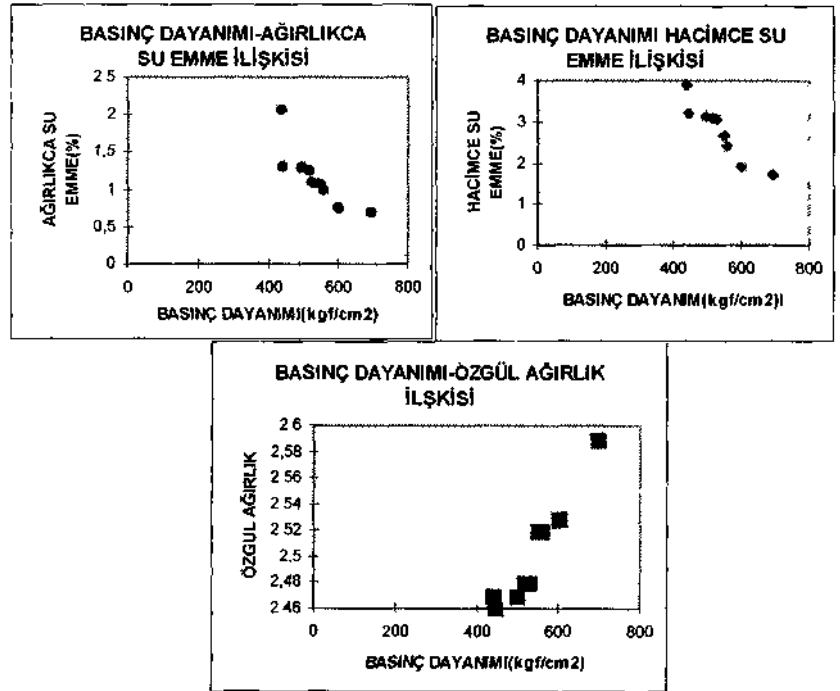 BASINÇ DAYANIMI-AĞIRLIKCA
SU EMME İLİŞKİSİ
AĞIRLIKCA SU
EMME(%)
2 5
2
1,5
1
0,5
0
0 200 400 600 800
BASINÇ DAYANIMI(kgf/cm2)
BASINÇ DAYANIMI HACİMCE SU
EMME İLİŞKİSİ
HACİMCE SU
EMME(%)
4
3
2
1
0
0 200 400 600 800
BASINÇ DAYANIM(kgf/cm2)I
BASINÇ DAYANIMI-ÖZGÜL AĞIRLIK
İLŞKİSİ
ÖZGÜL AĞIRLIK
2 6
2,58
2,56
2,54
2,52
2,5
2,48
2 46
0 200 400 600 800
BASINÇ DAYANIMI(kgf/cm2)